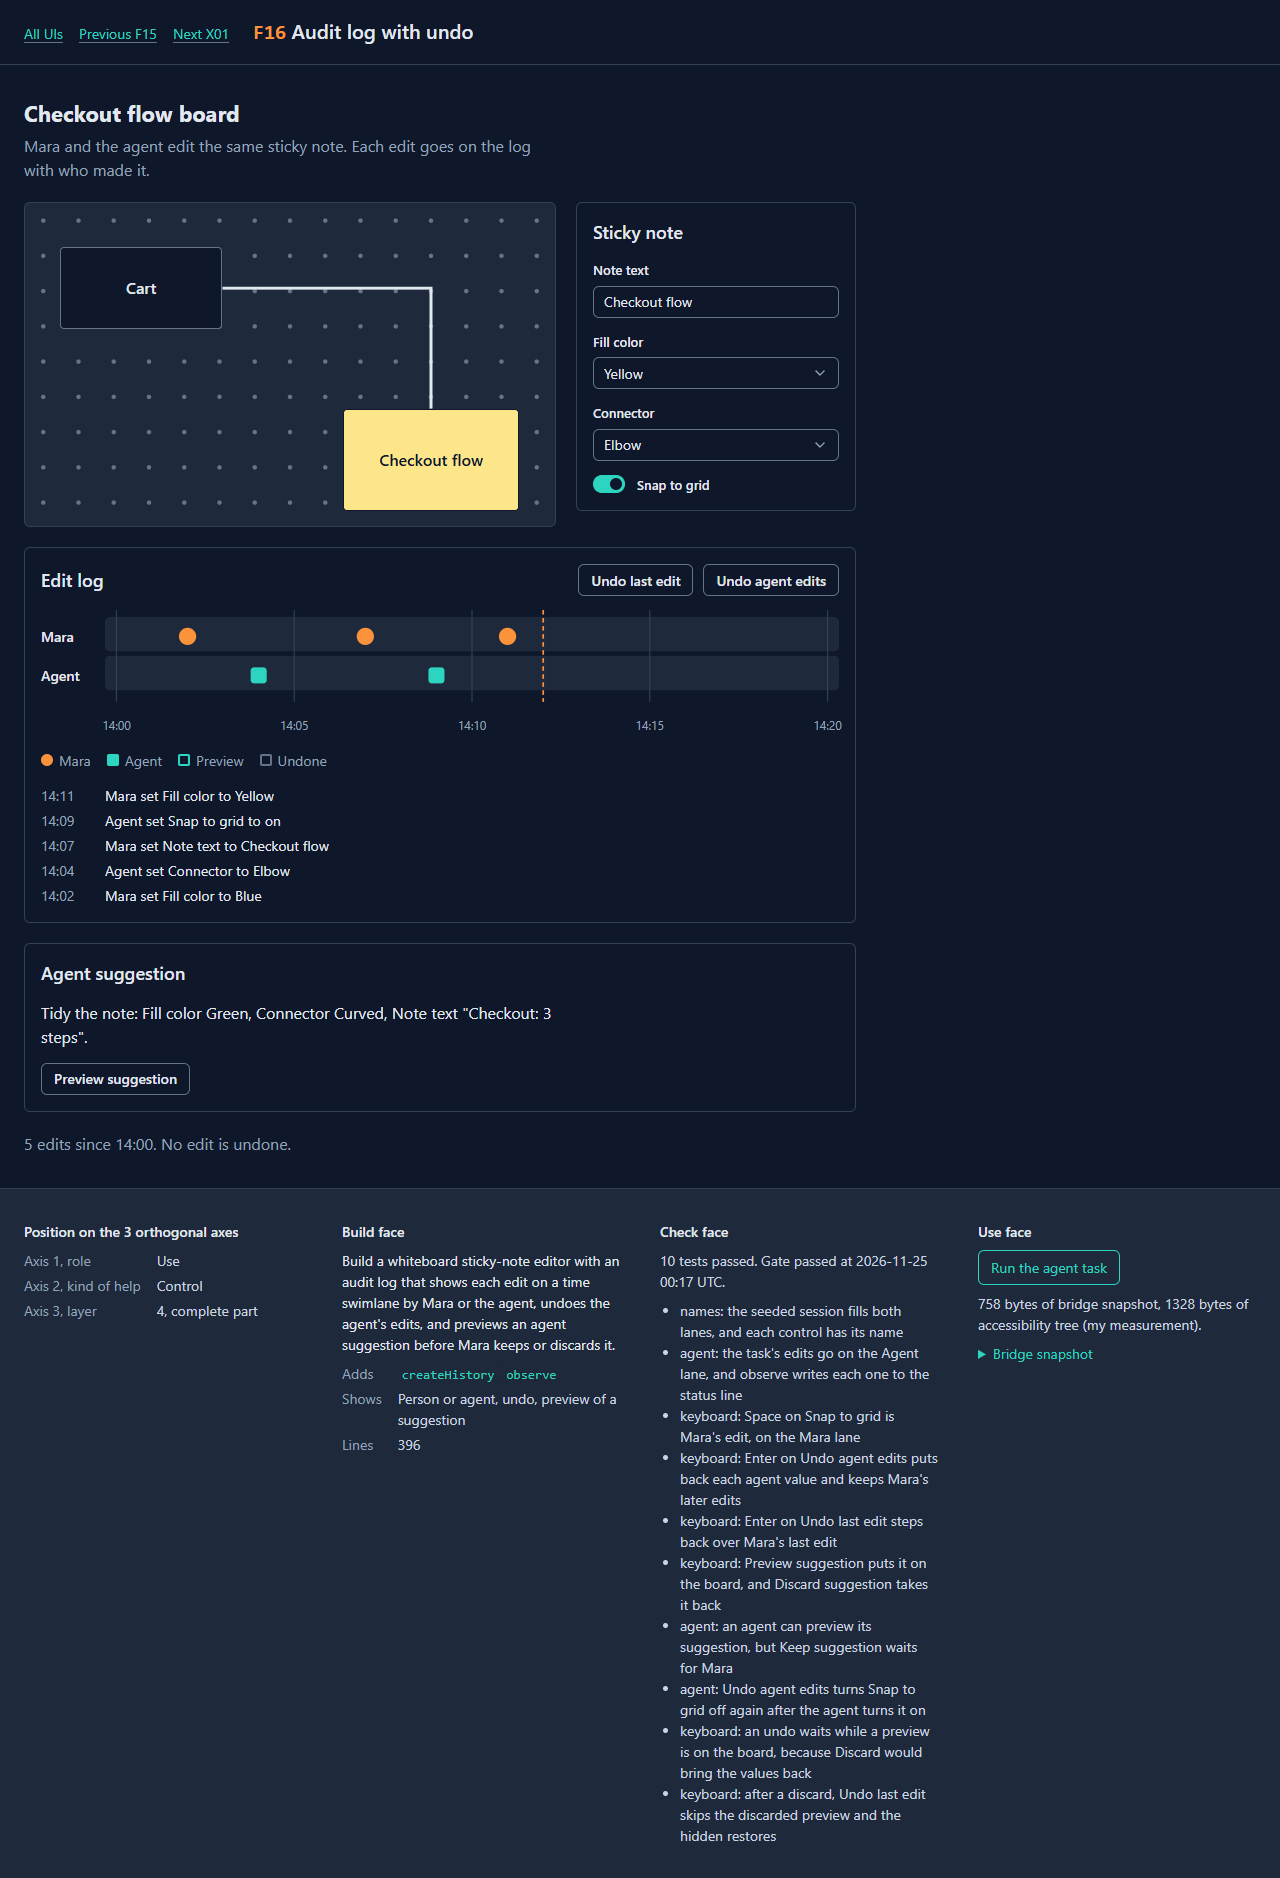 All UIs
Previous F15
Next X01
F16 Audit log with undo
Checkout flow board
Mara and the agent edit the same sticky note. Each edit goes on the log
with who made it.
Cart
Checkout flow
Sticky note
Note text
Checkout flow
Fill color
Yellow
Connector
Elbow
Snap to grid
Edit log
Undo last edit
Undo agent edits
Mara
Agent
14:00
14:05
14:10
14:15
14:20
Mara
Agent
Preview
Undone
14:11 Mara set Fill color to Yellow
14:09 Agent set Snap to grid to on
14:07 Mara set Note text to Checkout flow
14:04 Agent set Connector to Elbow
14:02 Mara set Fill color to Blue
Agent suggestion
Tidy the note: Fill color Green, Connector Curved, Note text "Checkout: 3
steps".
Preview suggestion
5 edits since 14:00. No edit is undone.
Position on the 3 orthogonal axes
Axis 1, role Use
Axis 2, kind of help Control
Axis 3, layer 4, complete part
Build face
Build a whiteboard sticky-note editor with an
audit log that shows each edit on a time
swimlane by Mara or the agent, undoes the
agent's edits, and previews an agent
suggestion before Mara keeps or discards it.
Adds createHistory observe
Shows Person or agent, undo, preview of a
suggestion
Lines 396
Check face
10 tests passed. Gate passed at 2026-11-25
00:17 UTC.
names: the seeded session fills both
lanes, and each control has its name
agent: the task's edits go on the Agent
lane, and observe writes each one to the
status line
keyboard: Space on Snap to grid is
Mara's edit, on the Mara lane
keyboard: Enter on Undo agent edits puts
back each agent value and keeps Mara's
later edits
keyboard: Enter on Undo last edit steps
back over Mara's last edit
keyboard: Preview suggestion puts it on
the board, and Discard suggestion takes
it back
agent: an agent can preview its
suggestion, but Keep suggestion waits
for Mara
agent: Undo agent edits turns Snap to
grid off again after the agent turns it on
keyboard: an undo waits while a preview
is on the board, because Discard would
bring the values back
keyboard: after a discard, Undo last edit
skips the discarded preview and the
hidden restores
Use face
Run the agent task
758 bytes of bridge snapshot, 1328 bytes of
accessibility tree (my measurement).
Bridge snapshot